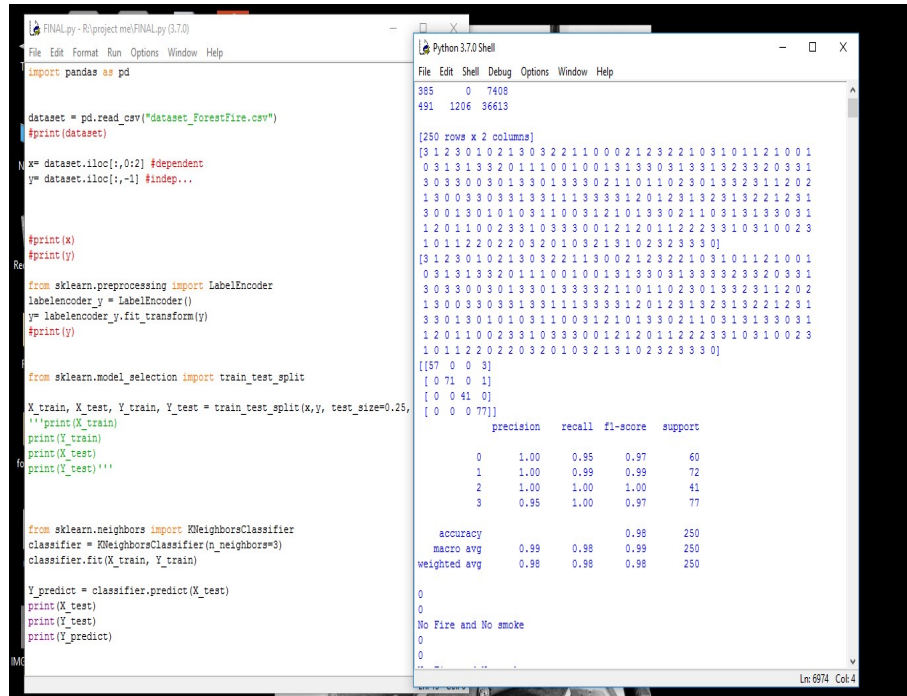 FINAL.py - R:\project me\FINAL.py (3.7.0)
File Edit Format Run Options Window Help
import pandas as pd
dataset = pd.read_csv("dataset_ForestFire.csv")
#print(dataset)
x= dataset.iloc[:,0:2] #dependent
y= dataset.iloc[:,-1] #indep...
#print(x)
#print(y)
from sklearn.preprocessing import LabelEncoder
labelencoder_y = LabelEncoder()
y= labelencoder_y.fit_transform(y)
#print(y)
from sklearn.model_selection import train_test_split
X_train, X_test, Y_train, Y_test = train_test_split(x,y, test_size=0.25,
'''print(X_train)
print(Y_train)
print(X_test)
print(Y_test)'''
from sklearn.neighbors import KNeighborsClassifier
classifier = KNeighborsClassifier(n_neighbors=3)
classifier.fit(X_train, Y_train)
Y_predict = classifier.predict(X_test)
print(X_test)
print(Y_test)
print(Y_predict)
Python 3.7.0 Shell
File Edit Shell Debug Options Window Help
385 0 7408
491 1206 36613
[250 rows x 2 columns]
[3 1 2 3 0 1 0 2 1 3 0 3 2 2 1 1 0 0 0 2 1 2 3 2 2 1 0 3 1 0 1 1 2 1 0 0 1
0 3 1 3 1 3 3 2 0 1 1 1 0 0 1 0 0 1 3 1 3 3 0 3 1 3 3 1 3 2 3 3 2 0 3 3 1
3 0 3 3 0 0 3 0 1 3 3 0 1 3 3 3 0 2 1 1 0 1 1 0 2 3 0 1 3 3 2 3 1 1 2 0 2
1 3 0 0 3 3 0 3 3 1 3 3 1 1 1 3 3 3 3 1 2 0 1 2 3 1 3 2 3 1 3 2 2 1 2 3 1
3 0 0 1 3 0 1 0 1 0 3 1 1 0 0 3 1 2 1 0 1 3 3 0 2 1 1 0 3 1 3 1 3 3 0 3 1
1 2 0 1 1 0 0 2 3 3 1 0 3 3 3 0 0 1 2 1 2 0 1 1 2 2 2 3 3 1 0 3 1 0 0 2 3
1 0 1 1 2 2 0 2 2 0 3 2 0 1 0 3 2 1 3 1 0 2 3 2 3 3 3 0]
[3 1 2 3 0 1 0 2 1 3 0 3 2 2 1 1 3 0 0 2 1 2 3 2 2 1 0 3 1 0 1 1 2 1 0 0 1
0 3 1 3 1 3 3 2 0 1 1 1 0 0 1 0 0 1 3 1 3 3 0 3 1 3 3 3 3 2 3 3 2 0 3 3 1
3 0 3 3 0 0 3 0 1 3 3 0 1 3 3 3 3 2 1 1 0 1 1 0 2 3 0 1 3 3 2 3 1 1 2 0 2
1 3 0 0 3 3 0 3 3 1 3 3 1 1 1 3 3 3 3 1 2 0 1 2 3 1 3 2 3 1 3 2 2 1 2 3 1
3 3 0 1 3 0 1 0 1 0 3 1 1 0 0 3 1 2 1 0 1 3 3 0 2 1 1 0 3 1 3 1 3 3 0 3 1
1 2 0 1 1 0 0 2 3 3 1 0 3 3 3 0 0 1 2 1 2 0 1 1 2 2 2 3 3 1 0 3 1 0 0 2 3
1 0 1 1 2 2 0 2 2 0 3 2 0 1 0 3 2 1 3 1 0 2 3 2 3 3 3 0]
[[57 0 0 3]
[ 0 71 0 1]
[ 0 0 41 0]
[ 0 0 0 77]]
precision recall f1-score support
0 1.00 0.95 0.97 60
1 1.00 0.99 0.99 72
2 1.00 1.00 1.00 41
3 0.95 1.00 0.97 77
accuracy 0.98 250
macro avg 0.99 0.98 0.99 250
weighted avg 0.98 0.98 0.98 250
0
0
No Fire and No smoke
0
0
Ln: 6974 Col: 4